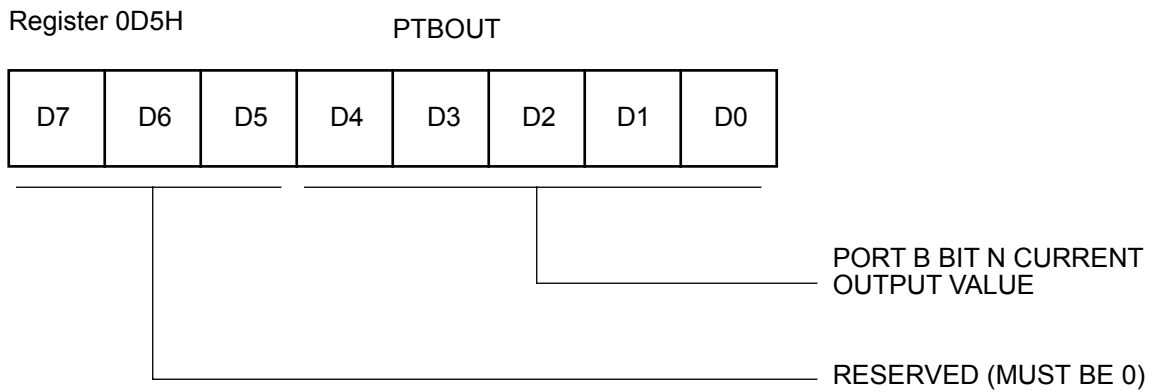 Register 0D5H
PTBOUT
D7 D6 D5 D4 D3 D2 D1 D0
PORT B BIT N CURRENT
OUTPUT VALUE
RESERVED (MUST BE 0)